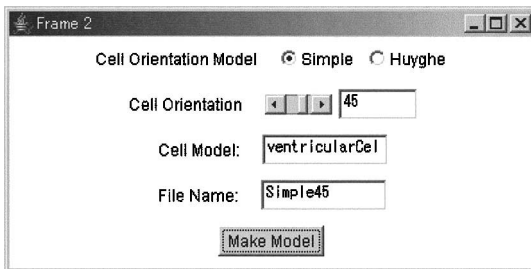 Frame 2
Cell Orientation Model Simple Huyghe
Cell Orientation 45
Cell Model: ventricularCel
File Name: Simple45
Make Model